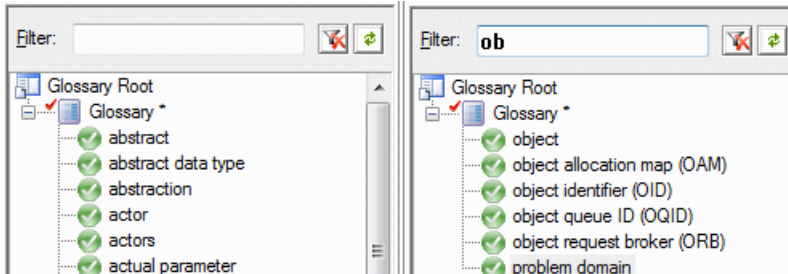 Filter:
Glossary Root
Glossary *
abstract
abstract data type
abstraction
actor
actors
actual parameter
Filter: ob
Glossary Root
Glossary *
object
object allocation map (OAM)
object identifier (OID)
object queue ID (OQID)
object request broker (ORB)
problem domain